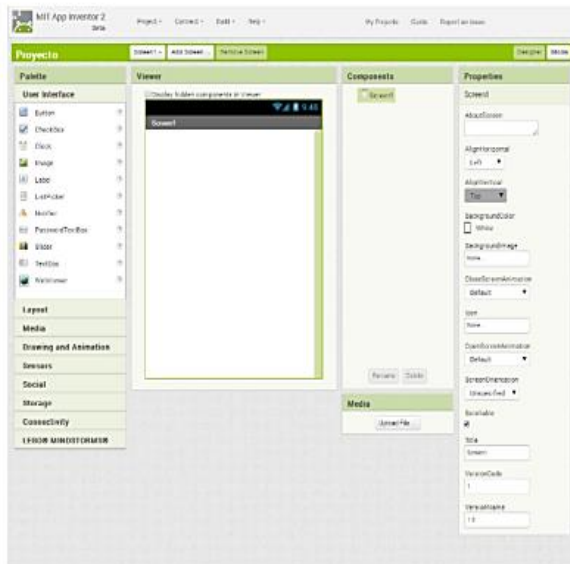 MIT App Inventor 2
Beta
Project Connect Build Help
My Projects Guide Report an Issue
Proyecto
Screen1 Add Screen ... Remove Screen
Designer Blocks
Palette
User Interface
Button
CheckBox
Clock
Image
Label
ListPicker
Notifier
PasswordTextBox
Slider
TextBox
WebViewer
Layout
Media
Drawing and Animation
Sensors
Social
Storage
Connectivity
LEGO® MINDSTORMS®
Viewer
Display hidden components in Viewer
9:48
Screen1
Components
Screen1
Rename Delete
Media
Upload File ...
Properties
Screen1
AboutScreen
AlignHorizontal
Left
AlignVertical
Top
BackgroundColor
White
BackgroundImage
None...
CloseScreenAnimation
Default
Icon
None...
OpenScreenAnimation
Default
ScreenOrientation
Unspecified
Scrollable
Title
Screen1
VersionCode
1
VersionName
1.0